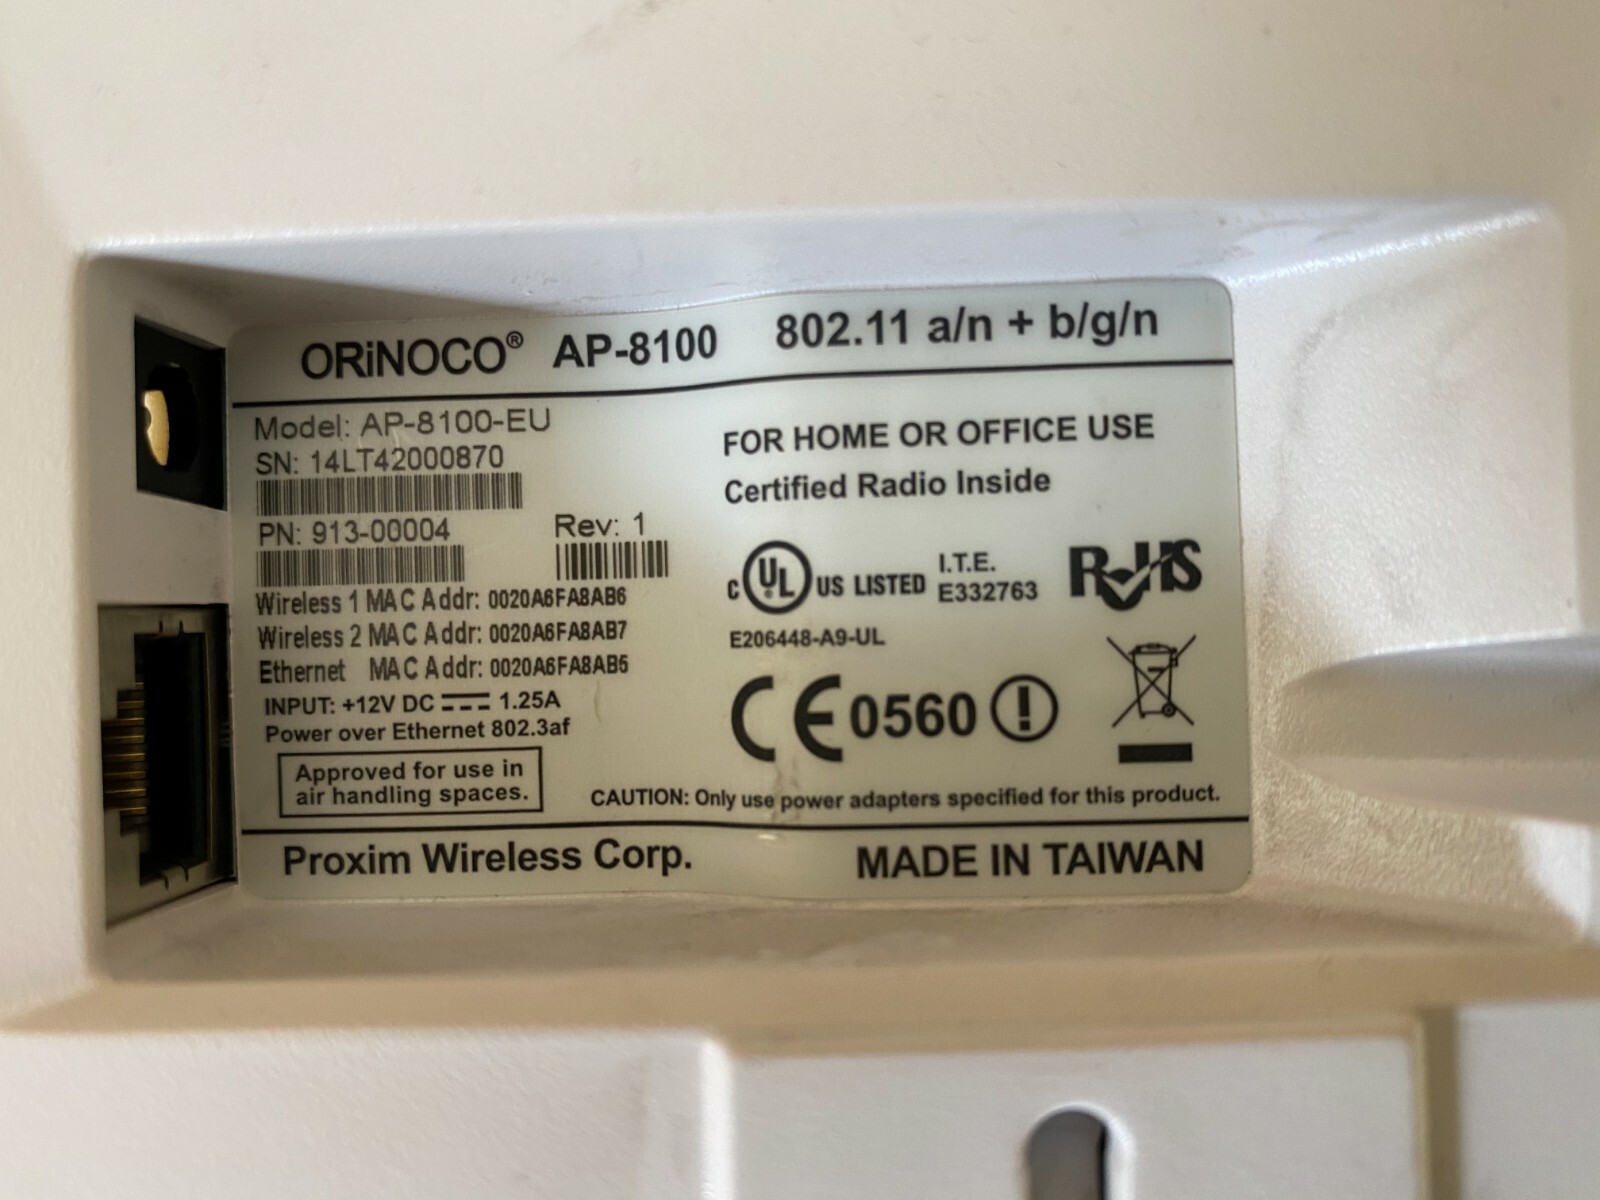 ORiNOCO® AP-8100 802.11 a/n + b/g/n
Model: AP-8100-EU
SN: 14LT42000870
PN: 913-00004 Rev: 1
Wireless 1 MAC Addr: 0020A6FA8AB6
Wireless 2 MAC Addr: 0020A6FA8AB7
Ethernet MAC Addr: 0020A6FA8AB5
INPUT: +12V DC 1.25A
Power over Ethernet 802.3af
Approved for use in
air handling spaces.
FOR HOME OR OFFICE USE
Certified Radio Inside
C UL US LISTED I.T.E.
E332763
RoHS
E206448-A9-UL
CE0560
CAUTION: Only use power adapters specified for this product.
Proxim Wireless Corp. MADE IN TAIWAN